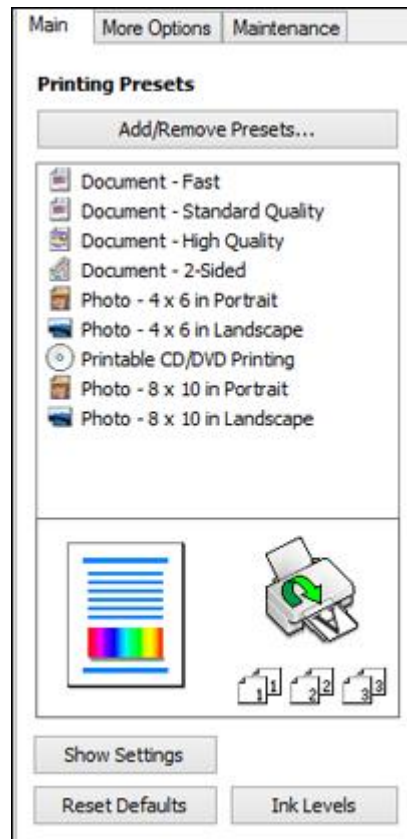 Main More Options Maintenance
Printing Presets
Add/Remove Presets...
Document - Fast
Document - Standard Quality
Document - High Quality
Document - 2-Sided
Photo - 4 x 6 in Portrait
Photo - 4 x 6 in Landscape
Printable CD/DVD Printing
Photo - 8 x 10 in Portrait
Photo - 8 x 10 in Landscape
1 1 2 2 3 3
Show Settings
Reset Defaults Ink Levels